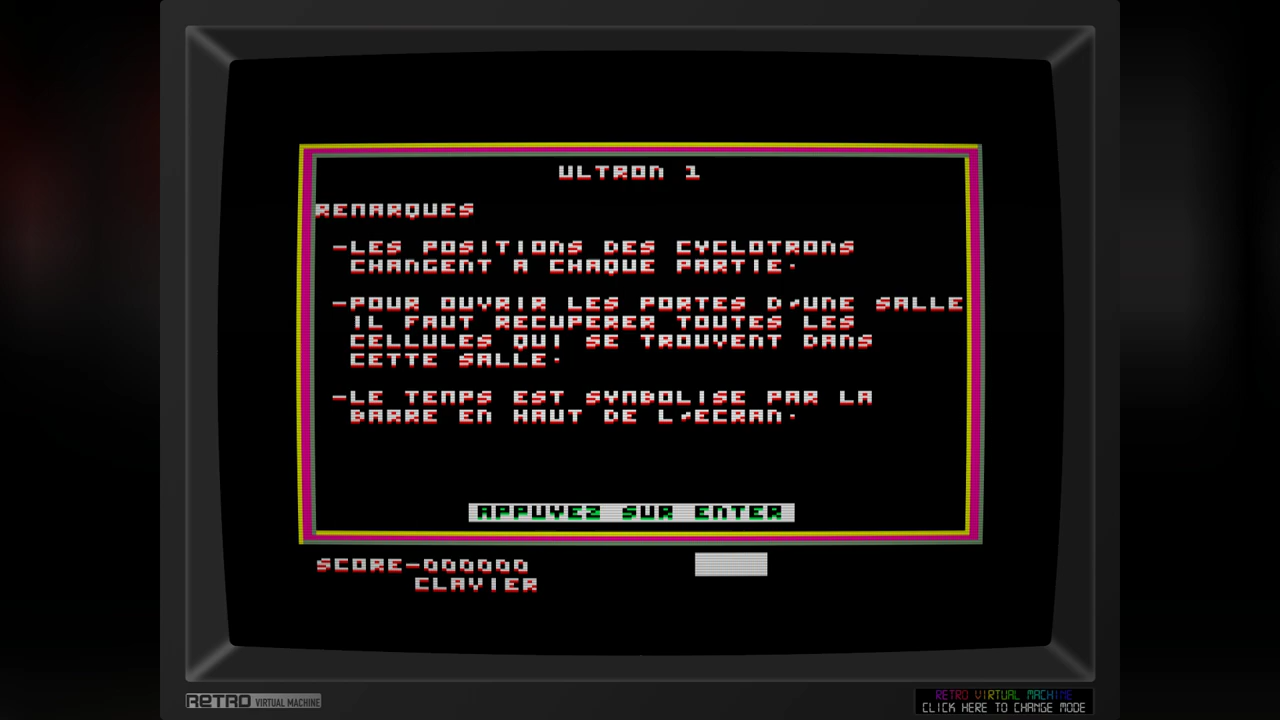 ULTRON 1
REMARQUES
-LES POSITIONS DES CYCLOTRONS
CHANGENT A CHAQUE PARTIE.
-POUR OUVRIR LES PORTES D'UNE SALLE
IL FAUT RECUPERER TOUTES LES
CELLULES QUI SE TROUVENT DANS
CETTE SALLE.
-LE TEMPS EST SYMBOLISE PAR LA
BARRE EN HAUT DE L'ECRAN.
APPUYEZ SUR ENTER
SCORE-000000
CLAVIER
RETRO VIRTUAL MACHINE
RETRO VIRTUAL MACHINE
CLICK HERE TO CHANGE MODE